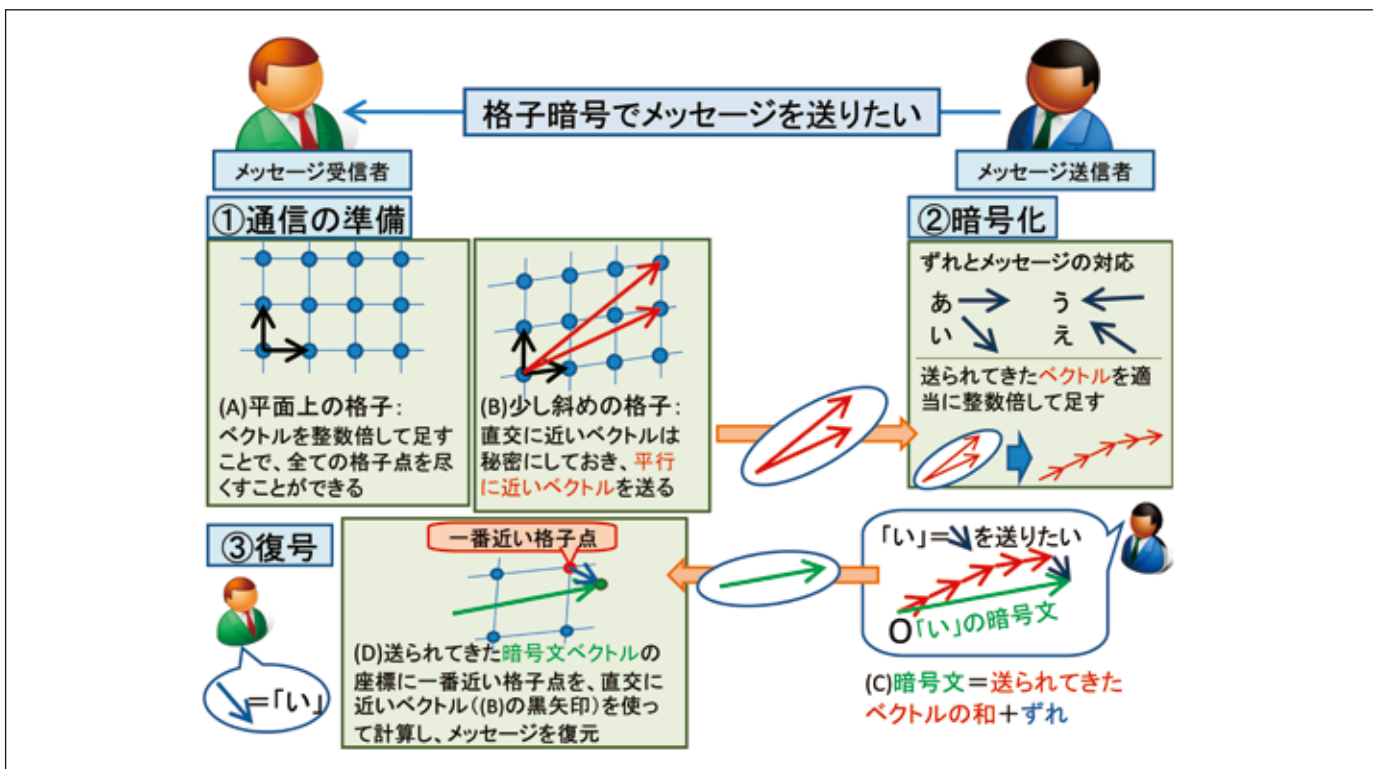 格子暗号でメッセージを送りたい
メッセージ受信者
メッセージ送信者
①通信の準備
(A)平面上の格子：
ベクトルを整数倍して足す
ことで、全ての格子点を尽
くすことができる
(B)少し斜めの格子：
直交に近いベクトルは
秘密にしておき、平行
に近いベクトルを送る
②暗号化
ずれとメッセージの対応
あ
う
い
え
送られてきたベクトルを適
当に整数倍して足す
「い」=を送りたい
O「い」の暗号文
(C)暗号文＝送られてきた
ベクトルの和＋ずれ
③復号
一番近い格子点
(D)送られてきた暗号文ベクトルの
座標に一番近い格子点を、直交に
近いベクトル((B)の黒矢印)を使っ
て計算し、メッセージを復元
=「い」